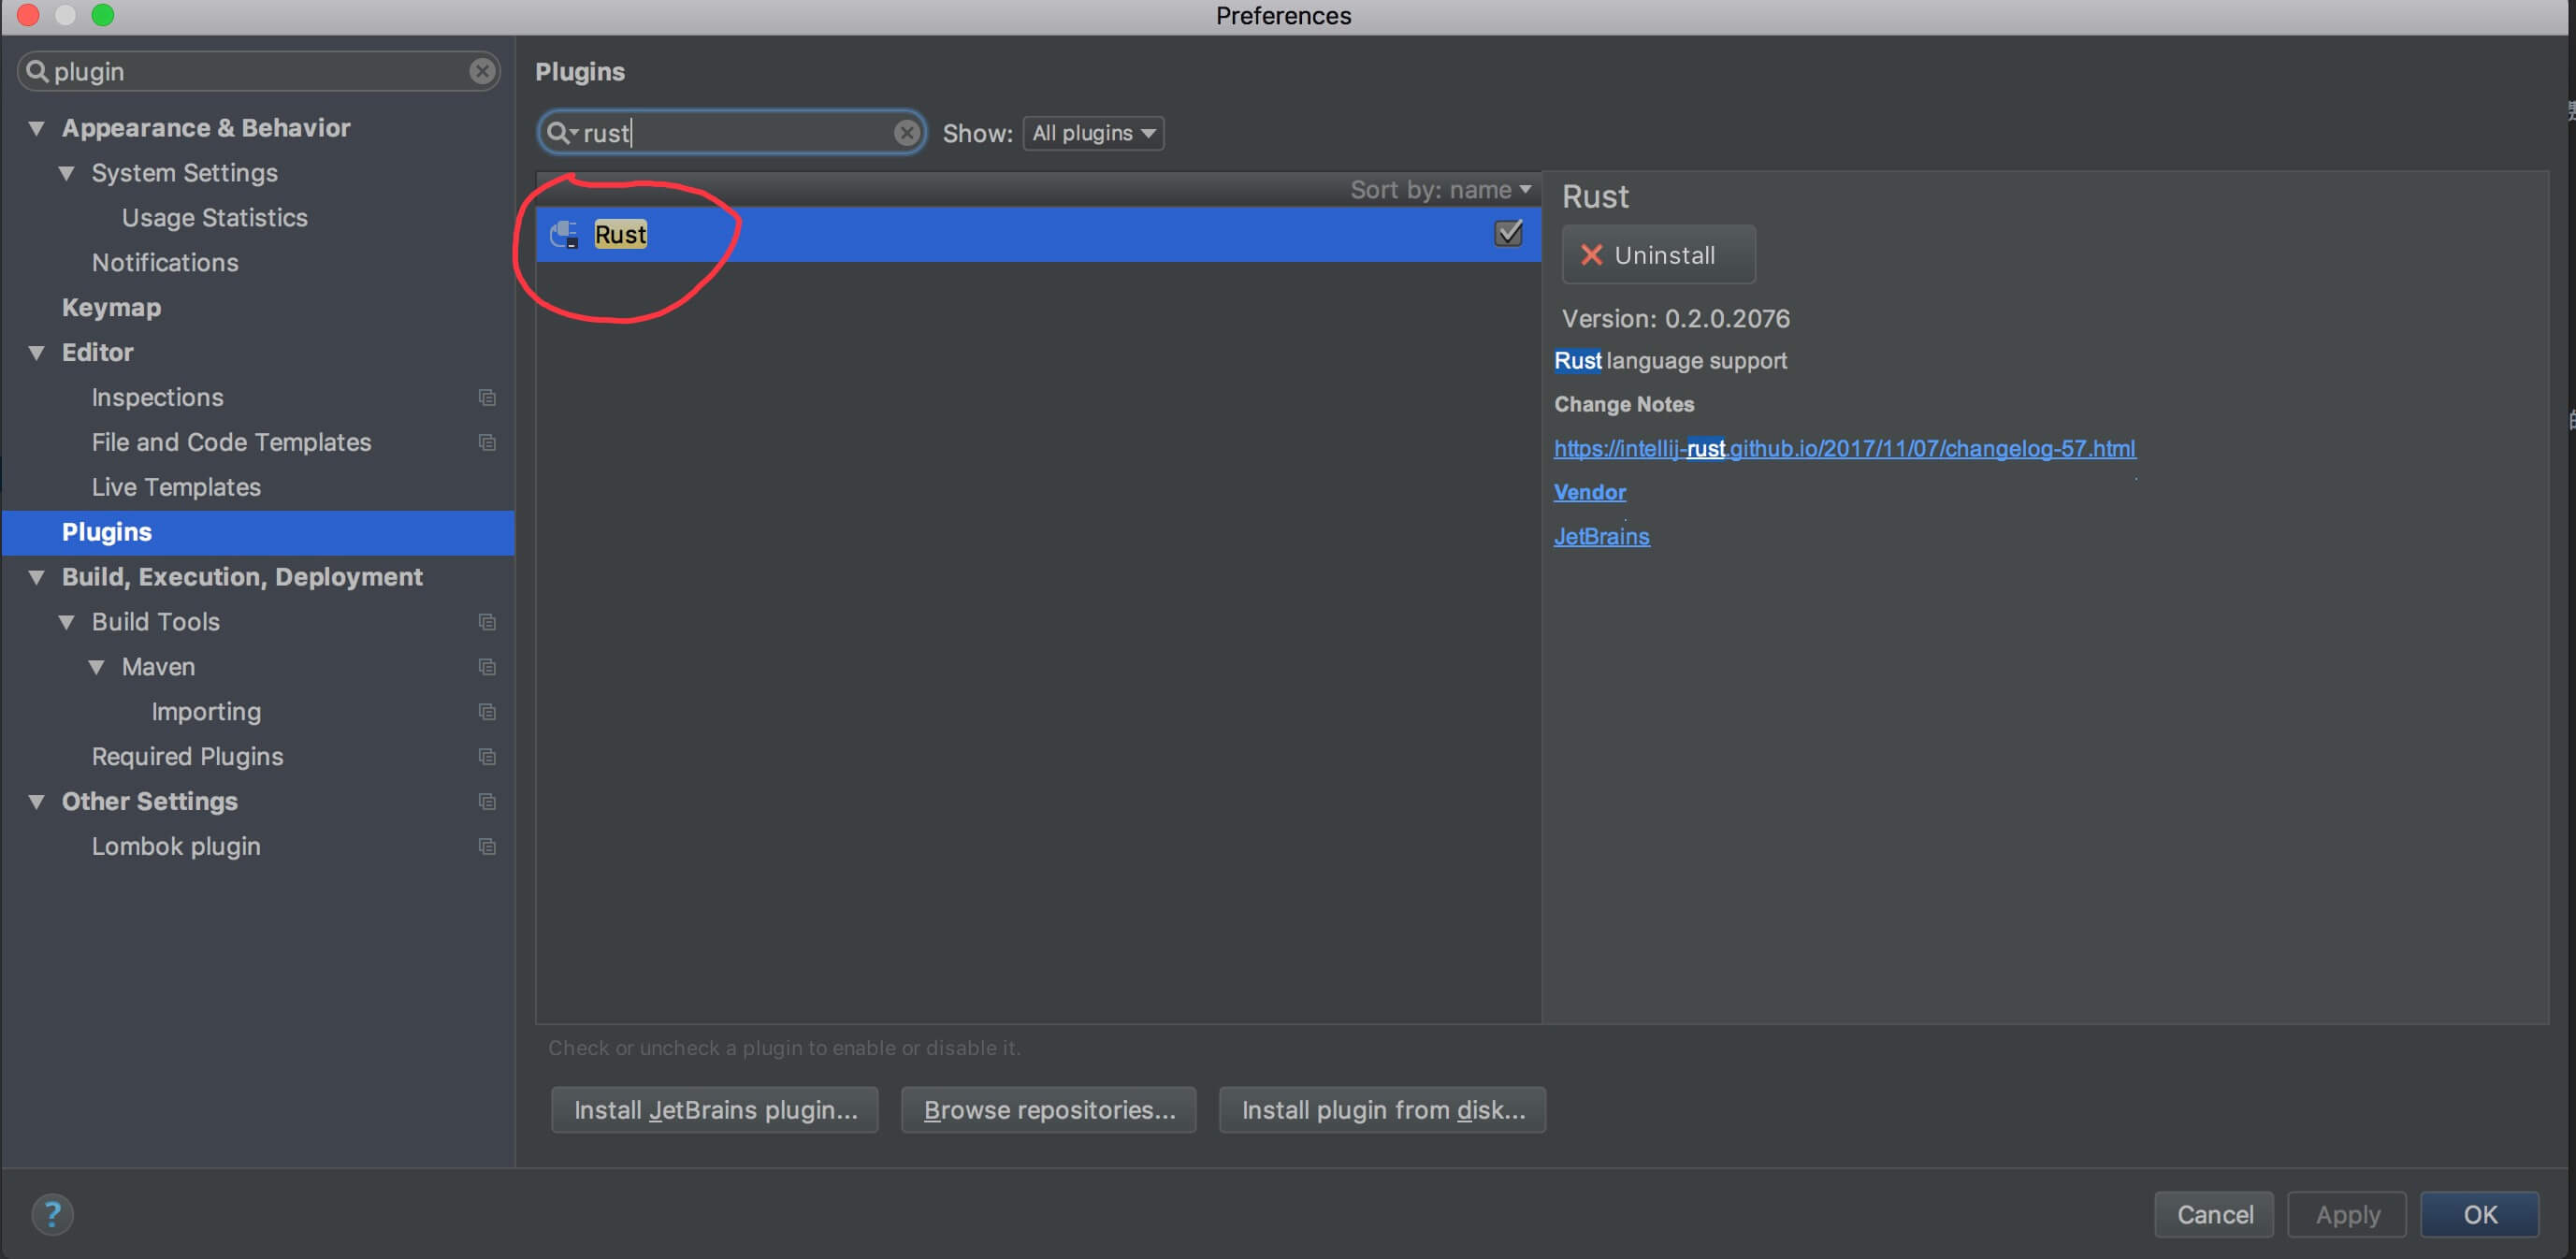 Preferences
plugin
Appearance & Behavior
System Settings
Usage Statistics
Notifications
Keymap
Editor
Inspections
File and Code Templates
Live Templates
Plugins
Build, Execution, Deployment
Build Tools
Maven
Importing
Required Plugins
Other Settings
Lombok plugin
Plugins
rust
Show: All plugins
Sort by: name
Rust
Rust
Uninstall
Version: 0.2.0.2076
Rust language support
Change Notes
https://intellij-rust.github.io/2017/11/07/changelog-57.html
Vendor
JetBrains
Check or uncheck a plugin to enable or disable it.
Install JetBrains plugin...
Browse repositories...
Install plugin from disk...
?
Cancel
Apply
OK